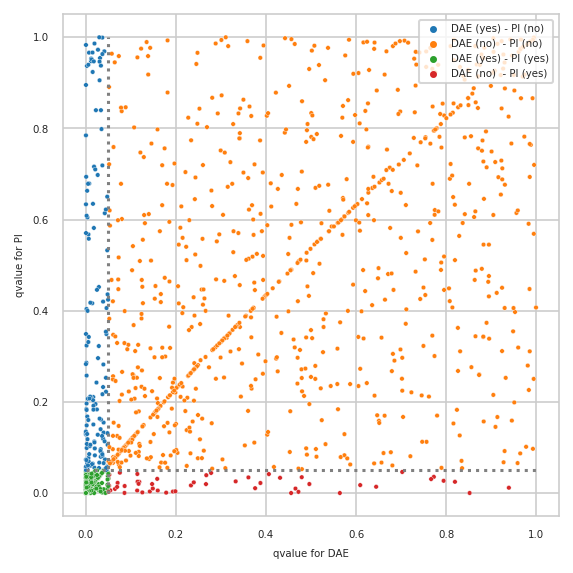 DAE (yes) - PI (no)
DAE (no) - PI (no)
DAE (yes) - PI (yes)
DAE (no) - PI (yes)
1.0
0.8
0.6
0.4
0.2
0.0
qvalue for PI
0.0 0.2 0.4 0.6 0.8 1.0
qvalue for DAE